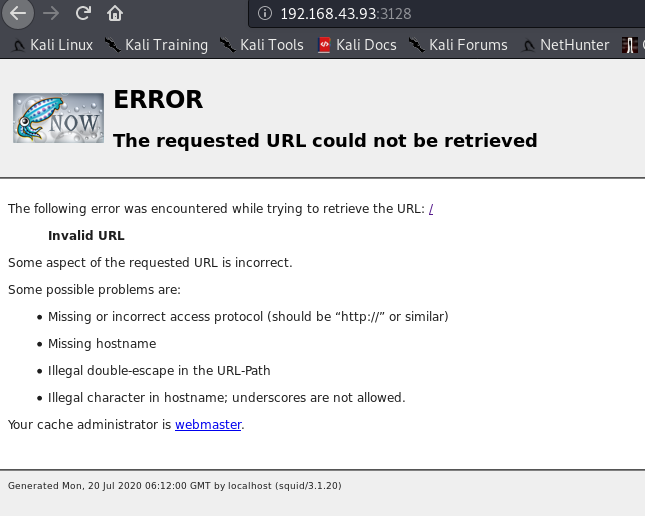 192.168.43.93:3128
Kali Linux Kali Training Kali Tools Kali Docs Kali Forums NetHunter
NOW
ERROR
The requested URL could not be retrieved
The following error was encountered while trying to retrieve the URL: /
Invalid URL
Some aspect of the requested URL is incorrect.
Some possible problems are:
• Missing or incorrect access protocol (should be “http://” or similar)
• Missing hostname
• Illegal double-escape in the URL-Path
• Illegal character in hostname; underscores are not allowed.
Your cache administrator is webmaster.
Generated Mon, 20 Jul 2020 06:12:00 GMT by localhost (squid/3.1.20)